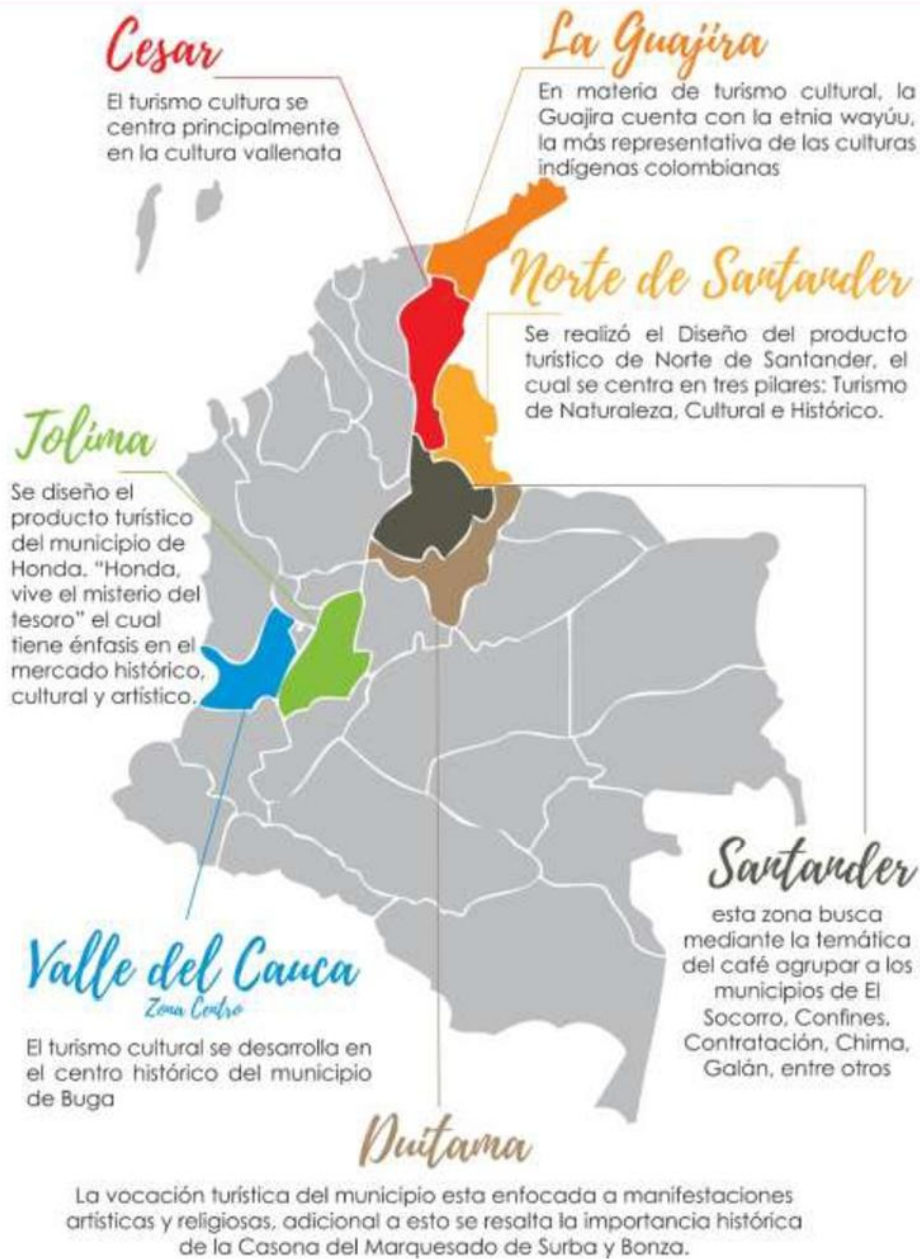 Cesar
El turismo cultura se
centra principalmente
en la cultura vallenata
La Guajira
En materia de turismo cultural, la
Guajira cuenta con la etnia wayúu,
la más representativa de las culturas
indígenas colombianas
Norte de Santander
Se realizó el Diseño del producto
turístico de Norte de Santander, el
cual se centra en tres pilares: Turismo
de Naturaleza, Cultural e Histórico.
Tolima
Se diseño el
producto turístico
del municipio de
Honda. "Honda,
vive el misterio del
tesoro" el cual
tiene énfasis en el
mercado histórico,
cultural y artístico.
Santander
esta zona busca
mediante la temática
del café agrupar a los
municipios de El
Socorro, Confines,
Contratación, Chima,
Galán, entre otros
Valle del Cauca
Zona Centro
El turismo cultural se desarrolla en
el centro histórico del municipio
de Buga
Duitama
La vocación turística del municipio esta enfocada a manifestaciones
artísticas y religiosas, adicional a esto se resalta la importancia histórica
de la Casona del Marquesado de Surba y Bonza.